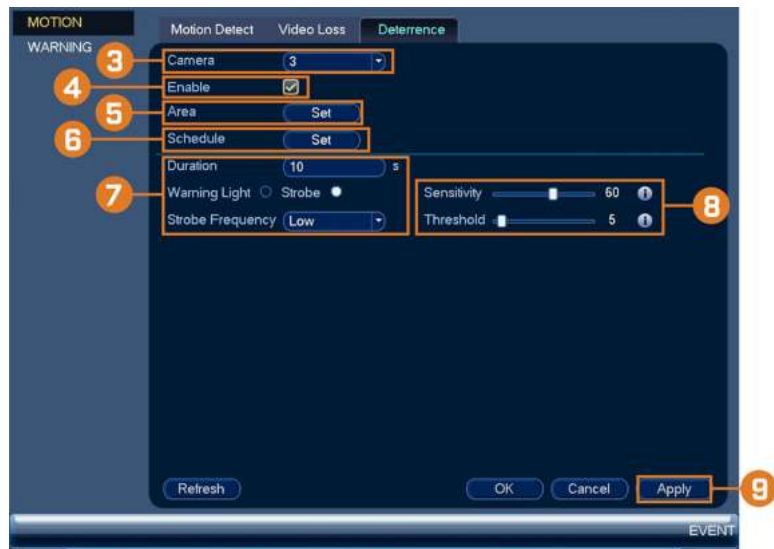 MOTION
WARNING
Motion Detect Video Loss Deterrence
3 Camera 3
4 Enable
5 Area Set
6 Schedule Set
7 Duration 10 s
Warning Light Strobe
Strobe Frequency Low
8 Sensitivity 60
Threshold 5
Refresh OK Cancel Apply 9
EVENT